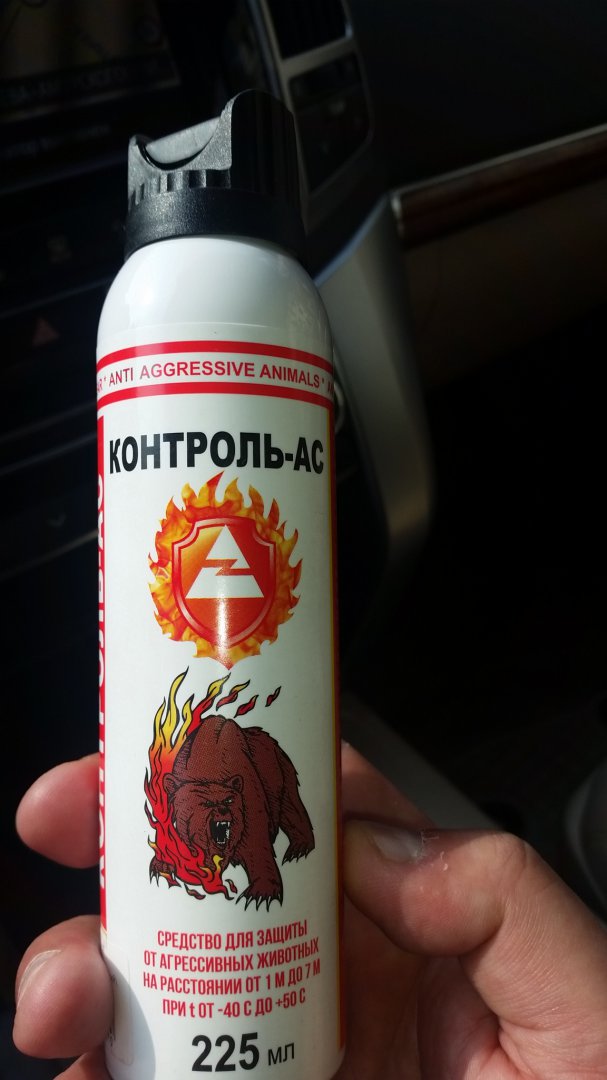 * ANTI AGGRESSIVE ANIMALS *
КОНТРОЛЬ-АС
СРЕДСТВО ДЛЯ ЗАЩИТЫ
ОТ АГРЕССИВНЫХ ЖИВОТНЫХ
НА РАССТОЯНИИ ОТ 1 М ДО 7 М
ПРИ t ОТ -40 С ДО +50 С
225 МЛ